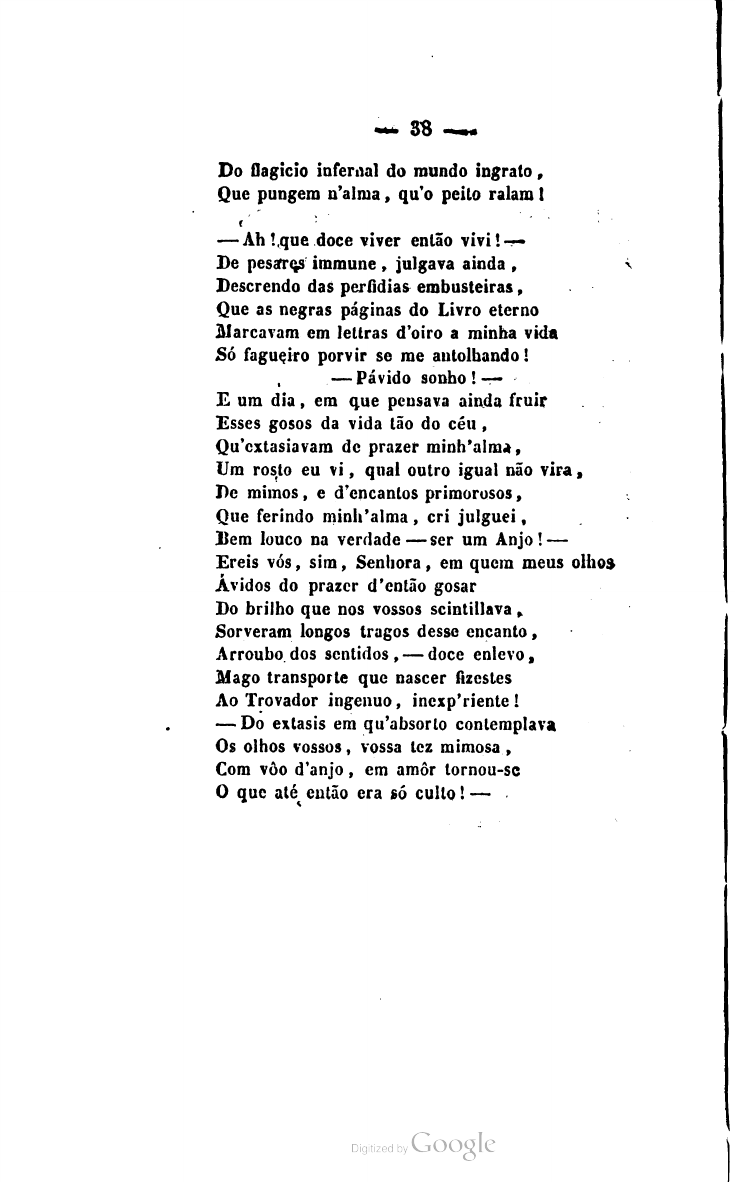 — 38 —
Do flagicio infernal do mundo ingrato,
Que pungem n'alma, qu'o peito ralam!
— Ah! que doce viver então vivi! —
De pesares immune, julgava ainda,
Descrendo das perfidias embusteiras,
Que as negras páginas do Livro eterno
Marcavam em lettras d'oiro a minha vida
Só fagueiro porvir se me antolhando!
— Pávido sonho! —
E um dia, em que pensava ainda fruir
Esses gosos da vida tão do céu,
Qu'extasiavam de prazer minh'alma,
Um rosto eu vi, qual outro igual não vira,
De mimos, e d'encantos primorosos,
Que ferindo minh'alma, cri julguei,
Bem louco na verdade — ser um Anjo! —
Ereis vós, sim, Senhora, em quem meus olhos
Ávidos do prazer d'então gosar
Do brilho que nos vossos scintillava,
Sorveram longos tragos desse encanto,
Arroubo dos sentidos, — doce enlevo,
Mago transporte que nascer fizestes
Ao Trovador ingenuo, inexp'riente!
— Do extasis em qu'absorto contemplava
Os olhos vossos, vossa tez mimosa,
Com vôo d'anjo, em amôr tornou-se
O que até então era só culto! —
Digitized by Google